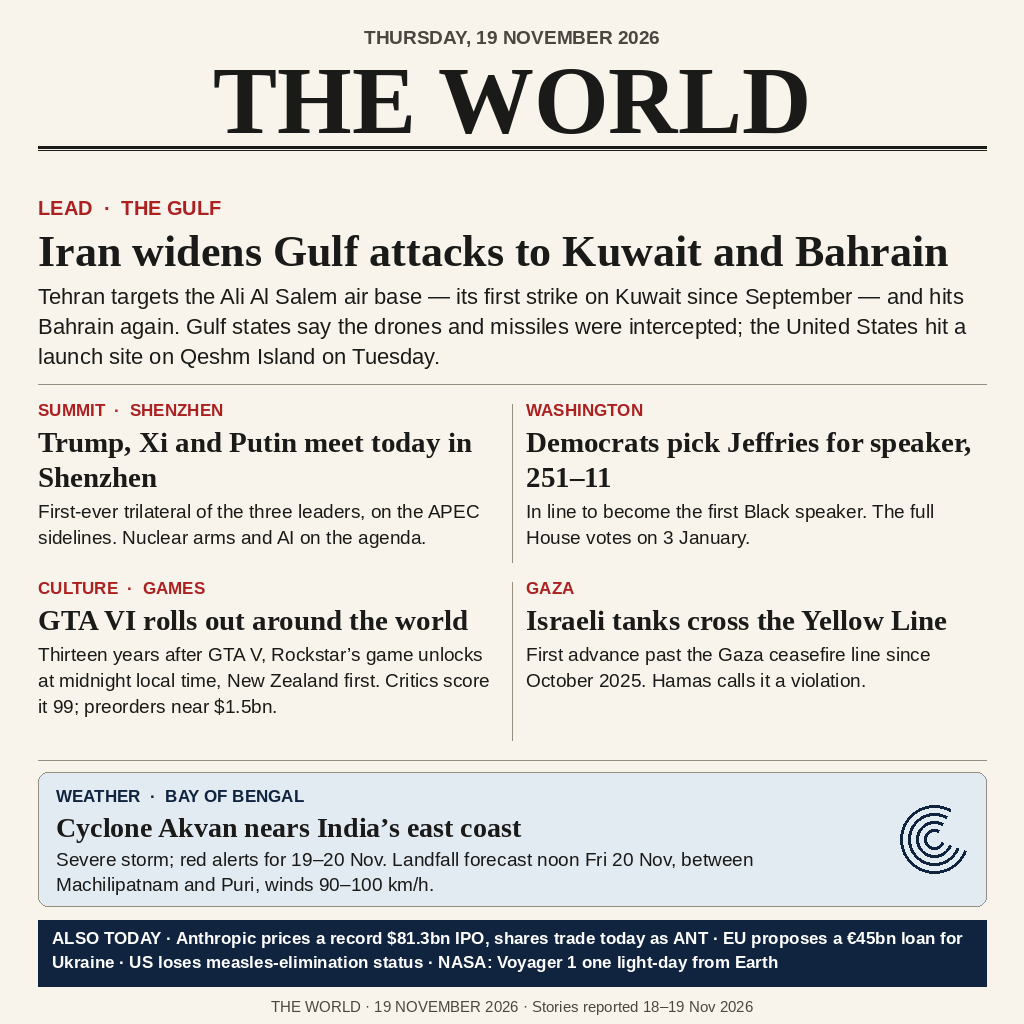 THURSDAY, 19 NOVEMBER 2026
THE WORLD
LEAD · THE GULF
Iran widens Gulf attacks to Kuwait and Bahrain
Tehran targets the Ali Al Salem air base — its first strike on Kuwait since September — and hits
Bahrain again. Gulf states say the drones and missiles were intercepted; the United States hit a
launch site on Qeshm Island on Tuesday.
SUMMIT · SHENZHEN
Trump, Xi and Putin meet today in
Shenzhen
First-ever trilateral of the three leaders, on the APEC
sidelines. Nuclear arms and AI on the agenda.
WASHINGTON
Democrats pick Jeffries for speaker,
251–11
In line to become the first Black speaker. The full
House votes on 3 January.
CULTURE · GAMES
GTA VI rolls out around the world
Thirteen years after GTA V, Rockstar’s game unlocks
at midnight local time, New Zealand first. Critics score
it 99; preorders near $1.5bn.
GAZA
Israeli tanks cross the Yellow Line
First advance past the Gaza ceasefire line since
October 2025. Hamas calls it a violation.
WEATHER · BAY OF BENGAL
Cyclone Akvan nears India’s east coast
Severe storm; red alerts for 19–20 Nov. Landfall forecast noon Fri 20 Nov, between
Machilipatnam and Puri, winds 90–100 km/h.
ALSO TODAY · Anthropic prices a record $81.3bn IPO, shares trade today as ANT · EU proposes a €45bn loan for
Ukraine · US loses measles-elimination status · NASA: Voyager 1 one light-day from Earth
THE WORLD · 19 NOVEMBER 2026 · Stories reported 18–19 Nov 2026